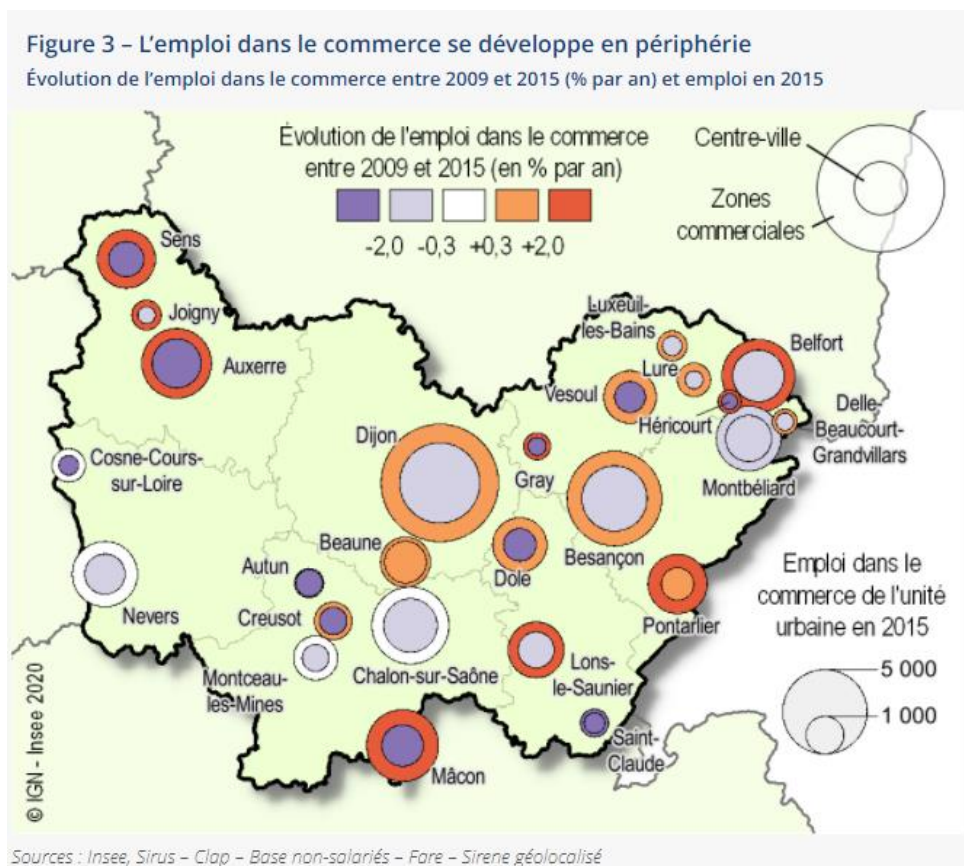 Figure 3 – L’emploi dans le commerce se développe en périphérie
Évolution de l’emploi dans le commerce entre 2009 et 2015 (% par an) et emploi en 2015
Évolution de l'emploi dans le commerce
entre 2009 et 2015 (en % par an)
-2,0 -0,3 +0,3 +2,0
Centre-ville
Zones
commerciales
Sens
Joigny
Auxerre
Luxeuil-
les-Bains
Belfort
Lure
Vesoul
Héricourt
Delle-
Beaucourt-
Grandvillars
Dijon
Cosne-Cours-
sur-Loire
Gray
Montbéliard
Beaune
Besançon
Dole
Autun
Nevers
Creusot
Pontarlier
Emploi dans le
commerce de l'unité
urbaine en 2015
5 000
1 000
Montceau-
les-Mines
Chalon-sur-Saône
Lons-
le-Saunier
Saint-
Claude
Mâcon
© IGN - Insee 2020
Sources : Insee, Sirus – Clap – Base non-salariés – Fare – Sirene géolocalisé